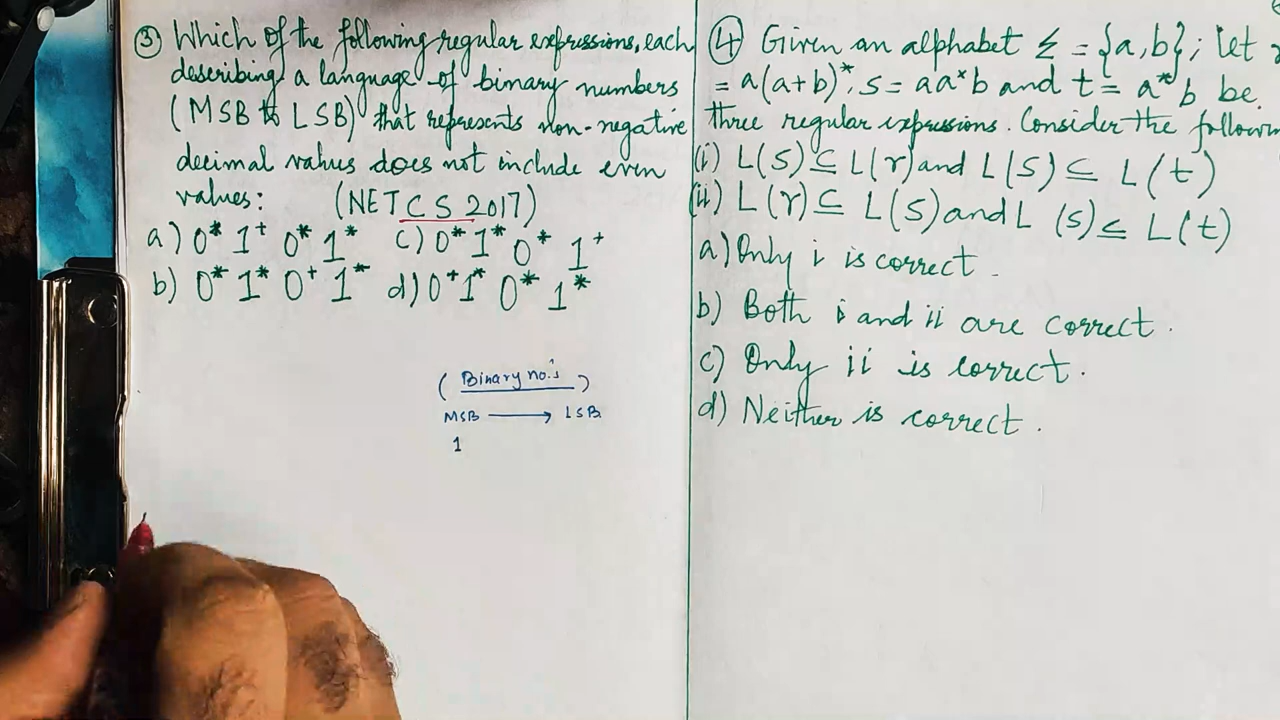 ③ Which of the following regular expressions, each
describing a language of binary numbers
(MSB to LSB) that represents non-negative
decimal values does not include even
values: (NET CS 2017)
a) 0* 1+ 0* 1* c) 0* 1* 0* 1+
b) 0* 1* 0+ 1* d) 0+ 1* 0* 1*
(Binary no.'s)
MSB → LSB
1
④ Given an alphabet Σ = {a,b}; let
= a(a+b)*, s = aa*b and t = a*b be
three regular expressions. Consider the
(i) L(s) ⊆ L(r) and L(s) ⊆ L(t)
(ii) L(r) ⊆ L(s) and L(s) ⊆ L(t)
a) Only i is correct.
b) Both i and ii are correct.
c) Only ii is correct.
d) Neither is correct.